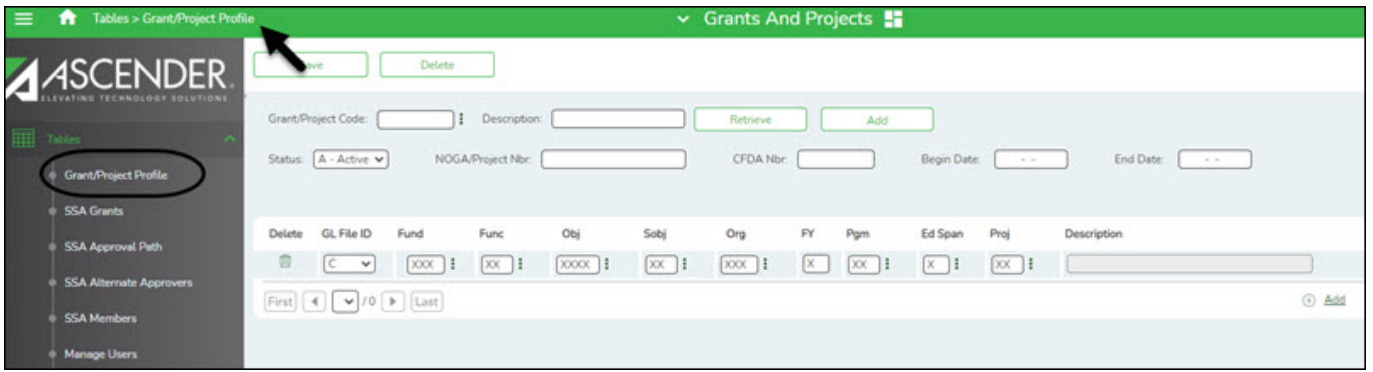 Tables > Grant/Project Profile
Grants And Projects
ASCENDER
ELEVATING TECHNOLOGY SOLUTIONS
Delete
Grant/Project Code: Description: Retrieve Add
Tables
Status: A - Active NOGA/Project Nbr: CFDA Nbr: Begin Date: - - End Date: - -
Grant/Project Profile
SSA Grants
Delete GL File ID Fund Func Obj Sobj Org FY Pgm Ed Span Proj Description
SSA Approval Path
C XXX XX XXXX XX XXX X XX X XX
SSA Alternate Approvers
First / 0 Last Add
SSA Members
Manage Users